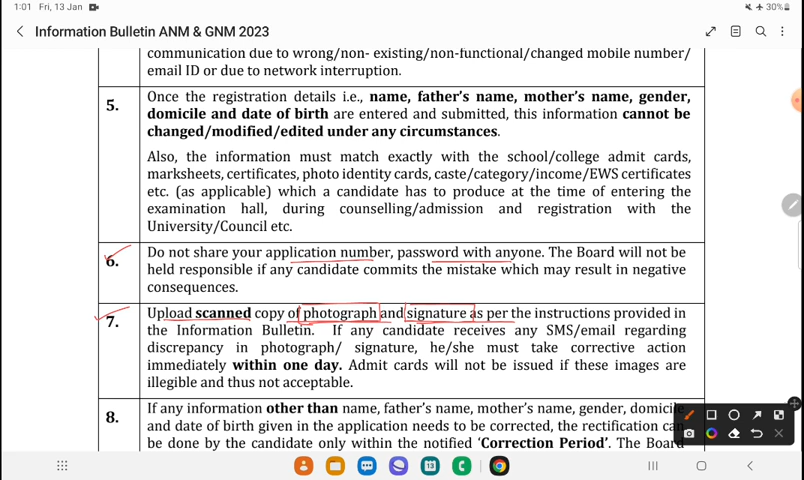 1:01 Fri, 13 Jan
30%
Information Bulletin ANM & GNM 2023
communication due to wrong/non- existing/non-functional/changed mobile number/
email ID or due to network interruption.
5.
Once the registration details i.e., name, father's name, mother's name, gender,
domicile and date of birth are entered and submitted, this information cannot be
changed/modified/edited under any circumstances.
Also, the information must match exactly with the school/college admit cards,
marksheets, certificates, photo identity cards, caste/category/income/EWS certificates
etc. (as applicable) which a candidate has to produce at the time of entering the
examination hall, during counselling/admission and registration with the
University/Council etc.
6.
Do not share your application number, password with anyone. The Board will not be
held responsible if any candidate commits the mistake which may result in negative
consequences.
7.
Upload scanned copy of photograph and signature as per the instructions provided in
the Information Bulletin. If any candidate receives any SMS/email regarding
discrepancy in photograph/ signature, he/she must take corrective action
immediately within one day. Admit cards will not be issued if these images are
illegible and thus not acceptable.
8.
If any information other than name, father's name, mother's name, gender, domicile
and date of birth given in the application needs to be corrected, the rectification can
be done by the candidate only within the notified 'Correction Period'. The Board
13